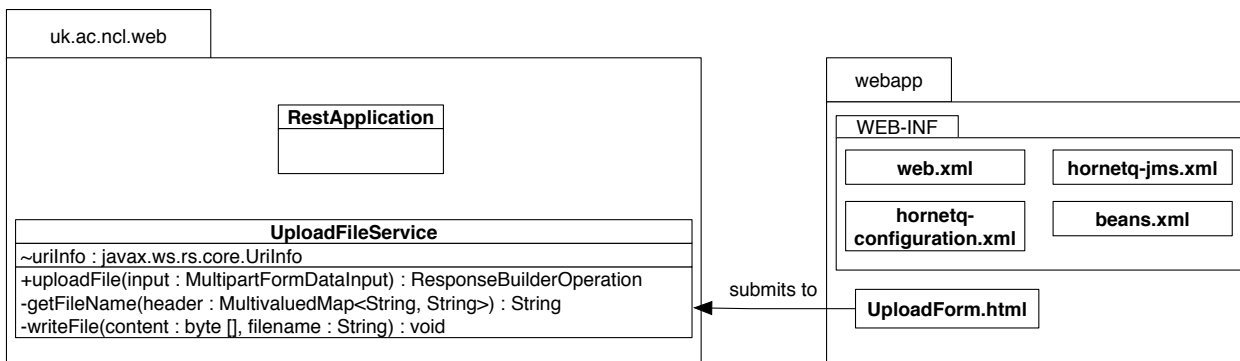 uk.ac.ncl.web
RestApplication
UploadFileService
~uriInfo : javax.ws.rs.core.UriInfo
+uploadFile(input : MultipartFormDataInput) : ResponseBuilderOperation
-getFileName(header : MultivaluedMap<String, String>) : String
-writeFile(content : byte [], filename : String) : void
submits to
webapp
WEB-INF
web.xml
hornetq-jms.xml
hornetq-
configuration.xml
beans.xml
UploadForm.html